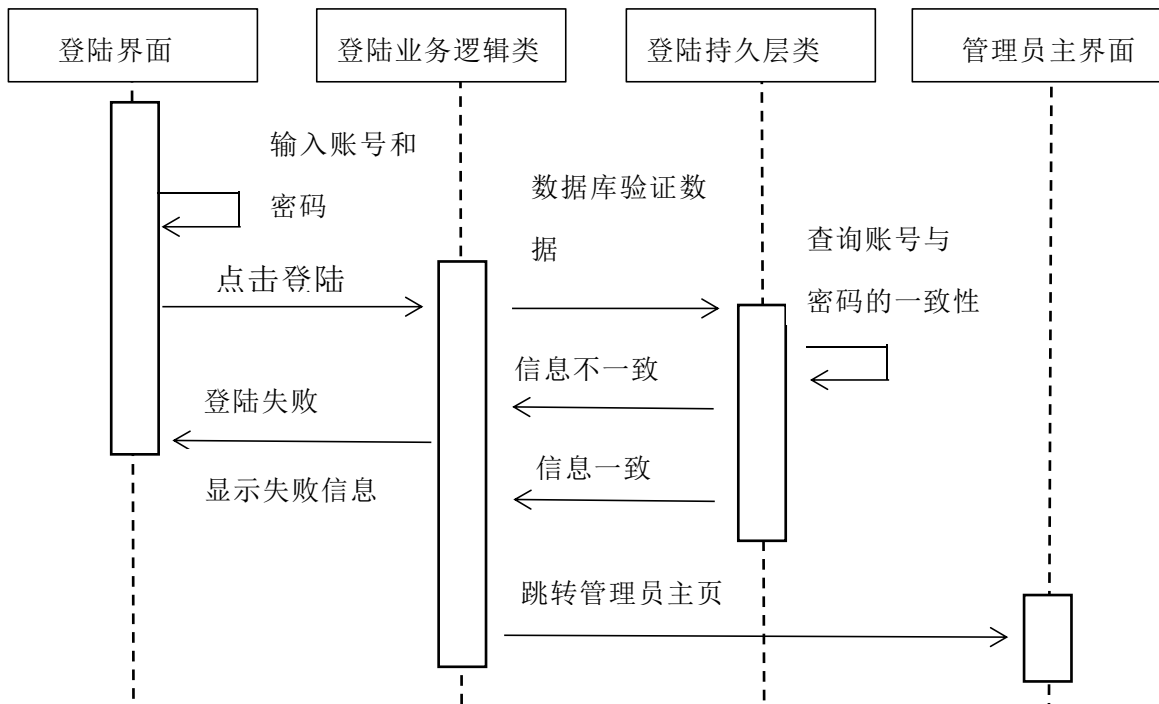 登陆界面
登陆业务逻辑类
登陆持久层类
管理员主界面
输入账号和
密码
数据库验证数
据
查询账号与
密码的一致性
点击登陆
信息不一致
登陆失败
信息一致
显示失败信息
跳转管理员主页